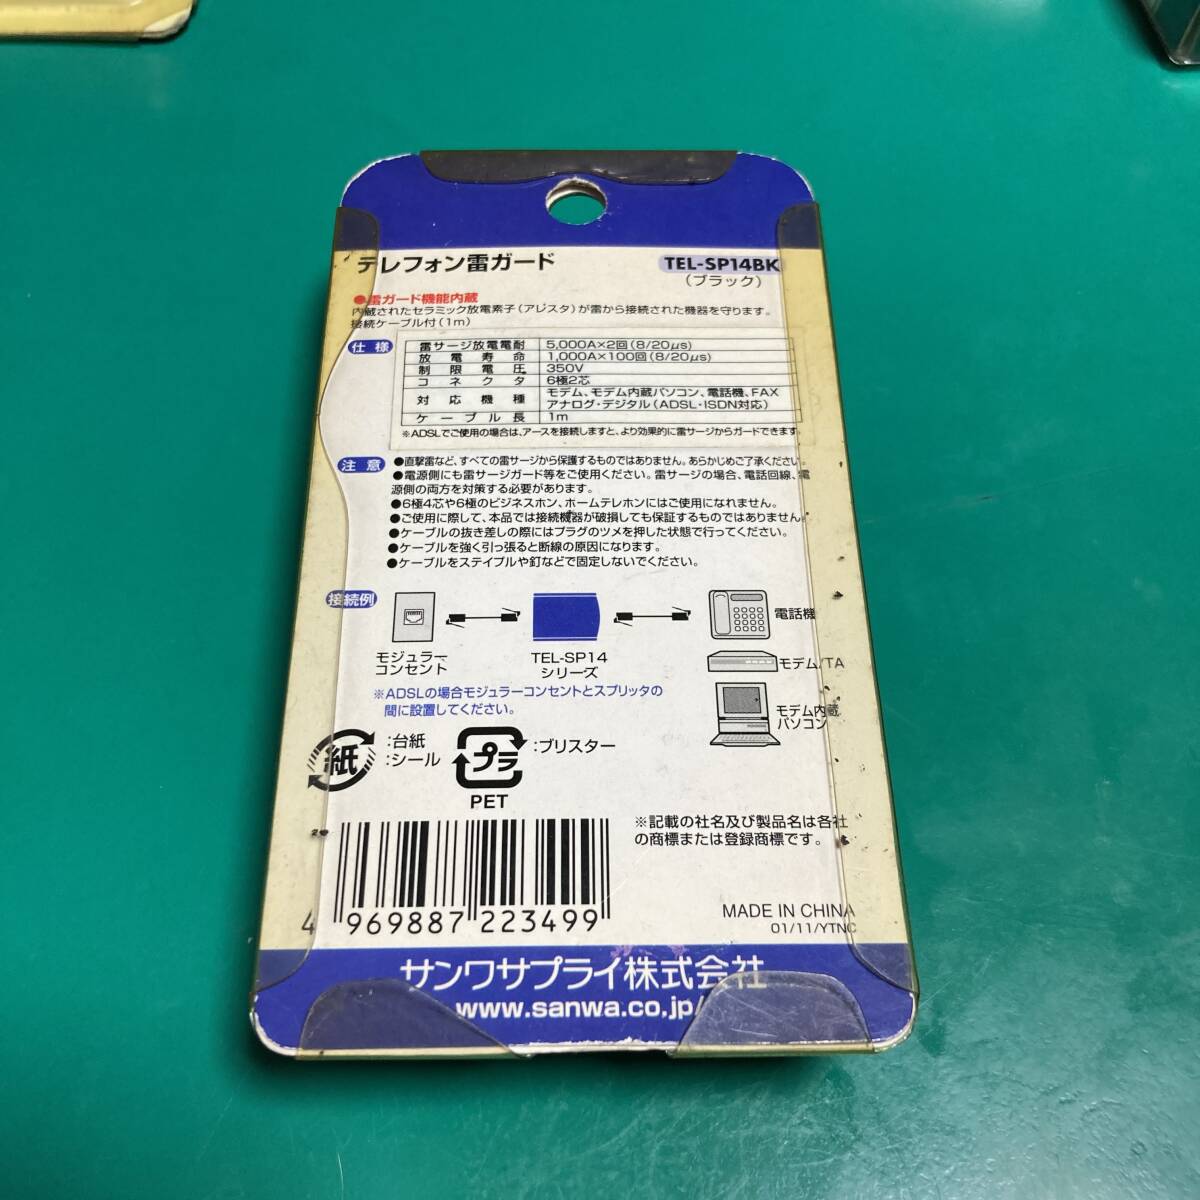 テレフォン雷ガード
TEL-SP14BK
(ブラック)
●雷ガード機能内蔵
内蔵されたセラミック放電素子(アレスタ)が雷から接続された機器を守ります。
接続ケーブル付(1m)
仕様
雷サージ放電電耐 5,000A×2回(8/20μs)
放電寿命 1,000A×100回(8/20μs)
制限電圧 350V
コネクタ 6極2芯
対応機種 モデム、モデム内蔵パソコン、電話機、FAX
アナログ・デジタル(ADSL・ISDN対応)
ケーブル長 1m
※ADSLでご使用の場合は、アースを接続しますと、より効果的に雷サージからガードできます。
注意
●直撃雷など、すべての雷サージから保護するものではありません。あらかじめご了承ください。
●電源側にも雷サージガード等をご使用ください。雷サージの場合、電話回線、電
源側の両方を対策する必要があります。
●6極4芯や6極のビジネスホン、ホームテレホンにはご使用になれません。
●ご使用に際して、本品では接続機器が破損しても保証するものではありません。
●ケーブルの抜き差しの際にはプラグのツメを押した状態で行ってください。
●ケーブルを強く引っ張ると断線の原因になります。
●ケーブルをステイプルや釘などで固定しないでください。
接続例
モジュラー
コンセント
TEL-SP14
シリーズ
電話機
モデム/TA
モデム内蔵
パソコン
※ADSLの場合モジュラーコンセントとスプリッタの
間に設置してください。
紙
:台紙
:シール
プラ
:ブリスター
PET
※記載の社名及び製品名は各社
の商標または登録商標です。
4 969887 223499
MADE IN CHINA
01/11/YTNC
サンワサプライ株式会社
www.sanwa.co.jp/